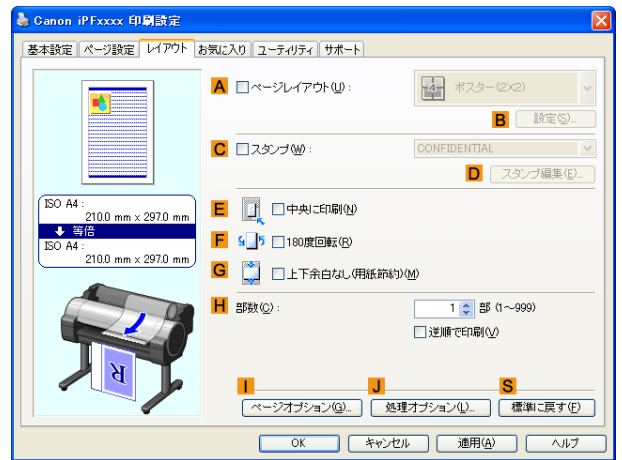 Canon iPFxxxx 印刷設定
基本設定 ページ設定 レイアウト お気に入り ユーティリティ サポート
A ページレイアウト(U) : 4 ポスター(2×2)
B 設定(S)...
C スタンプ(W) : CONFIDENTIAL
D スタンプ編集(E)...
ISO A4 :
210.0 mm x 297.0 mm
等倍
ISO A4 :
210.0 mm x 297.0 mm
E 中央に印刷(N)
F 180度回転(R)
G 上下余白なし(用紙節約)(M)
H 部数(C) : 1 部 (1～999)
逆順で印刷(V)
R
I J S
ページオプション(G)... 処理オプション(L)... 標準に戻す(F)
OK キャンセル 適用(A) ヘルプ